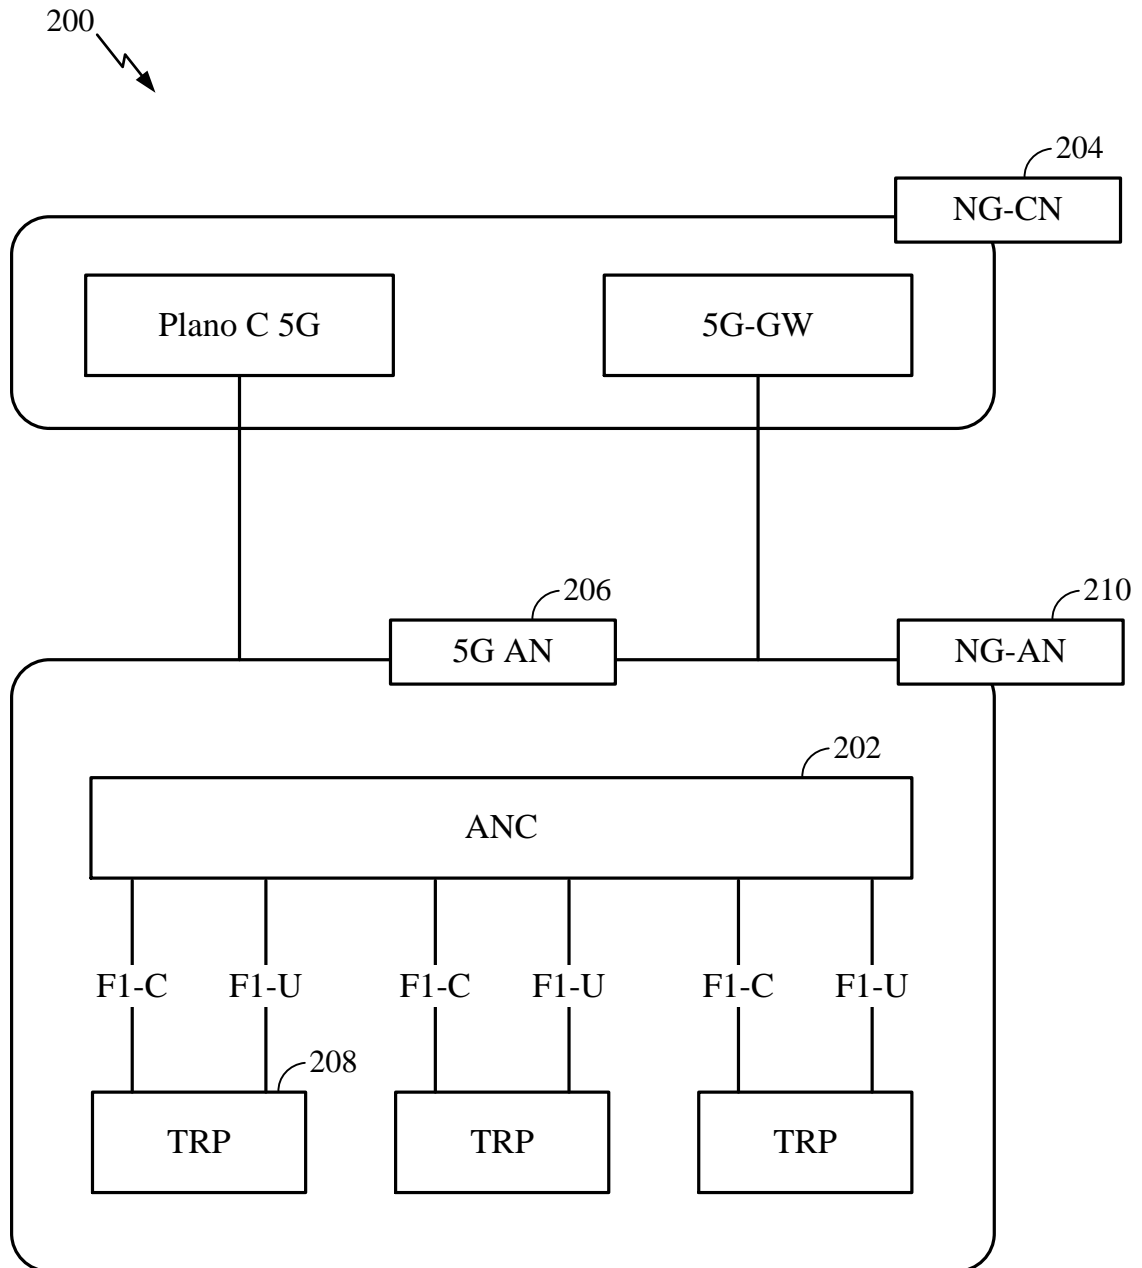 200
204
NG-CN
Plano C 5G
5G-GW
206
210
5G AN
NG-AN
202
ANC
F1-C F1-U F1-C F1-U F1-C F1-U
208
TRP TRP TRP